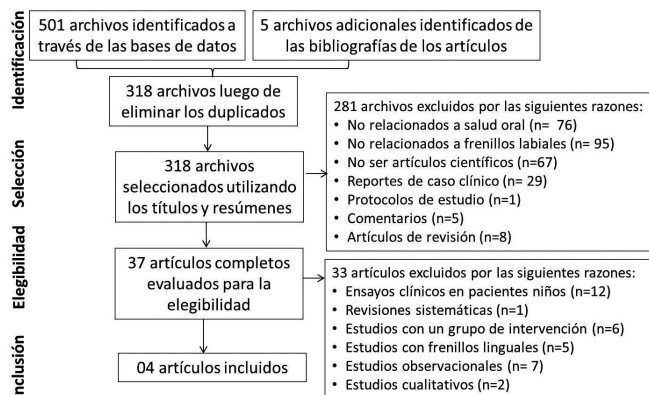 Identificación
501 archivos identificados a
través de las bases de datos
5 archivos adicionales identificados de
las bibliografías de los artículos
318 archivos luego de
eliminar los duplicados
Selección
318 archivos
seleccionados utilizando
los títulos y resúmenes
281 archivos excluidos por las siguientes razones:
• No relacionados a salud oral (n= 76)
• No relacionados a frenillos labiales (n= 95)
• No ser artículos científicos (n=67)
• Reportes de caso clínico (n= 29)
• Protocolos de estudio (n=1)
• Comentarios (n=5)
• Artículos de revisión (n=8)
Elegibilidad
37 artículos completos
evaluados para la
elegibilidad
33 artículos excluidos por las siguientes razones:
• Ensayos clínicos en pacientes niños (n=12)
• Revisiones sistemáticas (n=1)
• Estudios con un grupo de intervención (n=6)
• Estudios con frenillos linguales (n=5)
• Estudios observacionales (n= 7)
• Estudios cualitativos (n=2)
nclusión
04 artículos incluidos